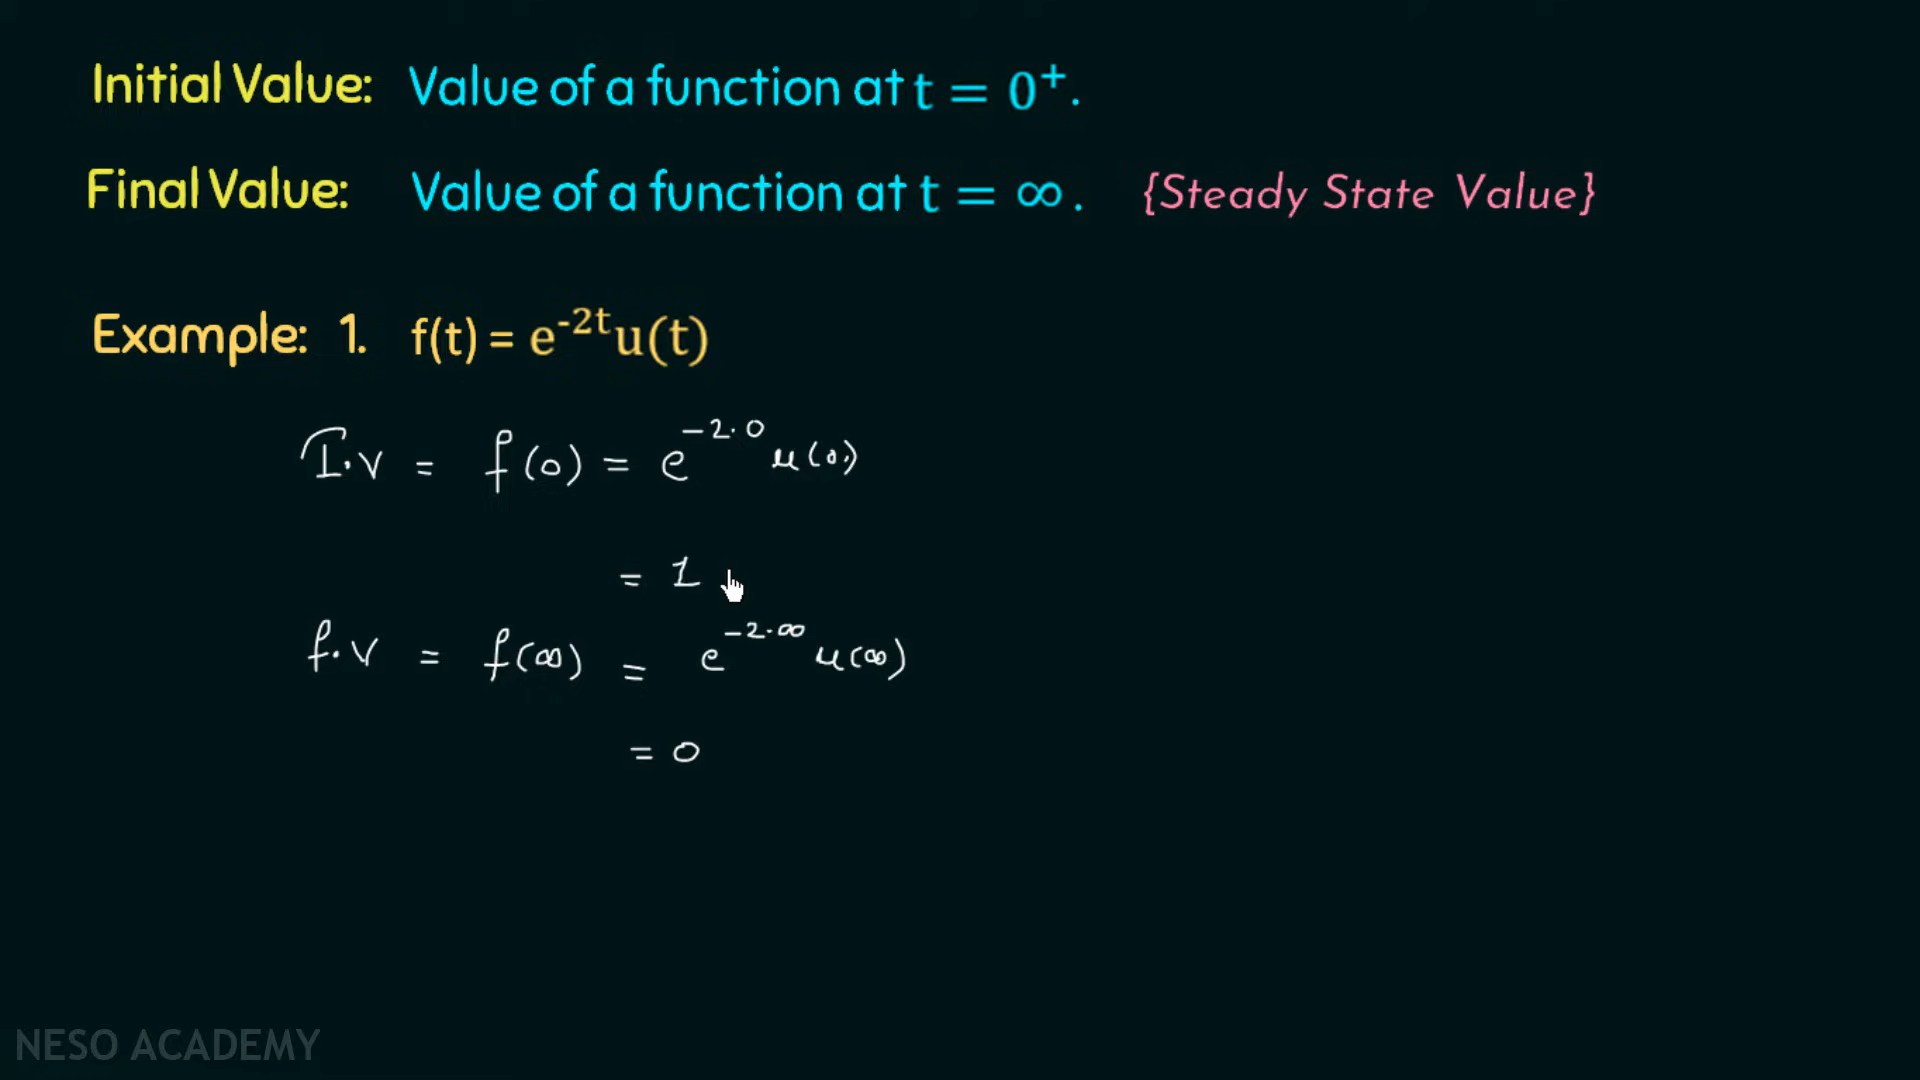 Initial Value: Value of a function at t = 0⁺.
Final Value: Value of a function at t = ∞. {Steady State Value}
Example: 1. f(t) = e⁻²ᵗu(t)
I.V = f(0) = e^{-2.0} u(0)
= 1
f.V = f(∞) = e^{-2.∞} u(∞)
= 0
NESO ACADEMY